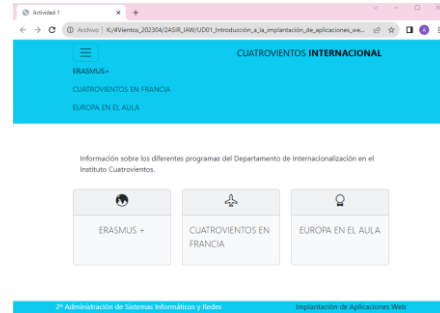 Actividad 1
Archivo K:/4Vientos_202304/2ASIR_IAW/UD01_Introducción_a_la_implantación_de_aplicaciones_we...
CUATROVIENTOS INTERNACIONAL
ERASMUS+
CUATROVIENTOS EN FRANCIA
EUROPA EN EL AULA
Información sobre los diferentes programas del Departamento de Internacionalización en el
Instituto Cuatrovientos.
ERASMUS +
CUATROVIENTOS EN
FRANCIA
EUROPA EN EL AULA
2º Administración de Sistemas Informáticos y Redes
Implantación de Aplicaciones Web